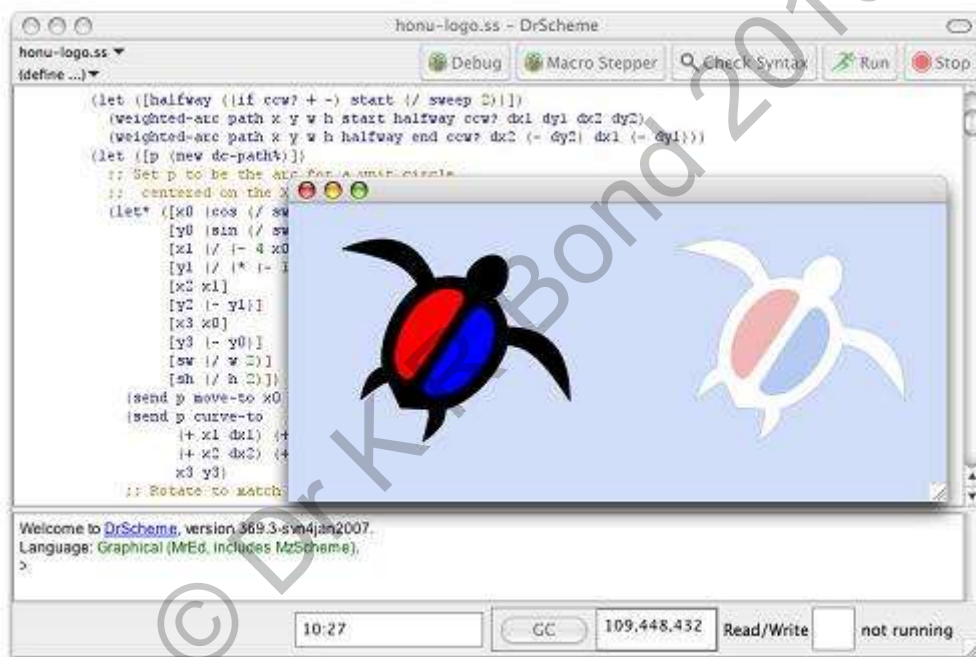 honu-logo.ss - DrScheme
honu-logo.ss ▼
(define ...) ▼
Debug
Macro Stepper
Check Syntax
Run
Stop
(let ([halfway ((if ccw? + -) start (/ sweep 2))])
(weighted-arc path x y w h start halfway ccw? dx1 dy1 dx2 dy2)
(weighted-arc path x y w h halfway end ccw? dx2 (- dy2) dx1 (- dy1)))
(let ([p (new dc-path%)])
;; Set p to be the arc for a unit circle,
;; centered on the X
(let* ([x0 (cos (/ sw
[y0 (sin (/ sw
[x1 (/ (- 4 x0
[y1 (/ (* (- 1
[x2 x1]
[y2 (- y1)]
[x3 x0]
[y3 (- y0)]
[sw (/ w 2)]
[sh (/ h 2)])
(send p move-to x0
(send p curve-to
(+ x1 dx1) (+
(+ x2 dx2) (+
x3 y3)
;; Rotate to match
Welcome to DrScheme, version 369.3-svn4jan2007.
Language: Graphical (MrEd, includes MzScheme).
>
10:27
GC
109,448,432
Read/Write
not running